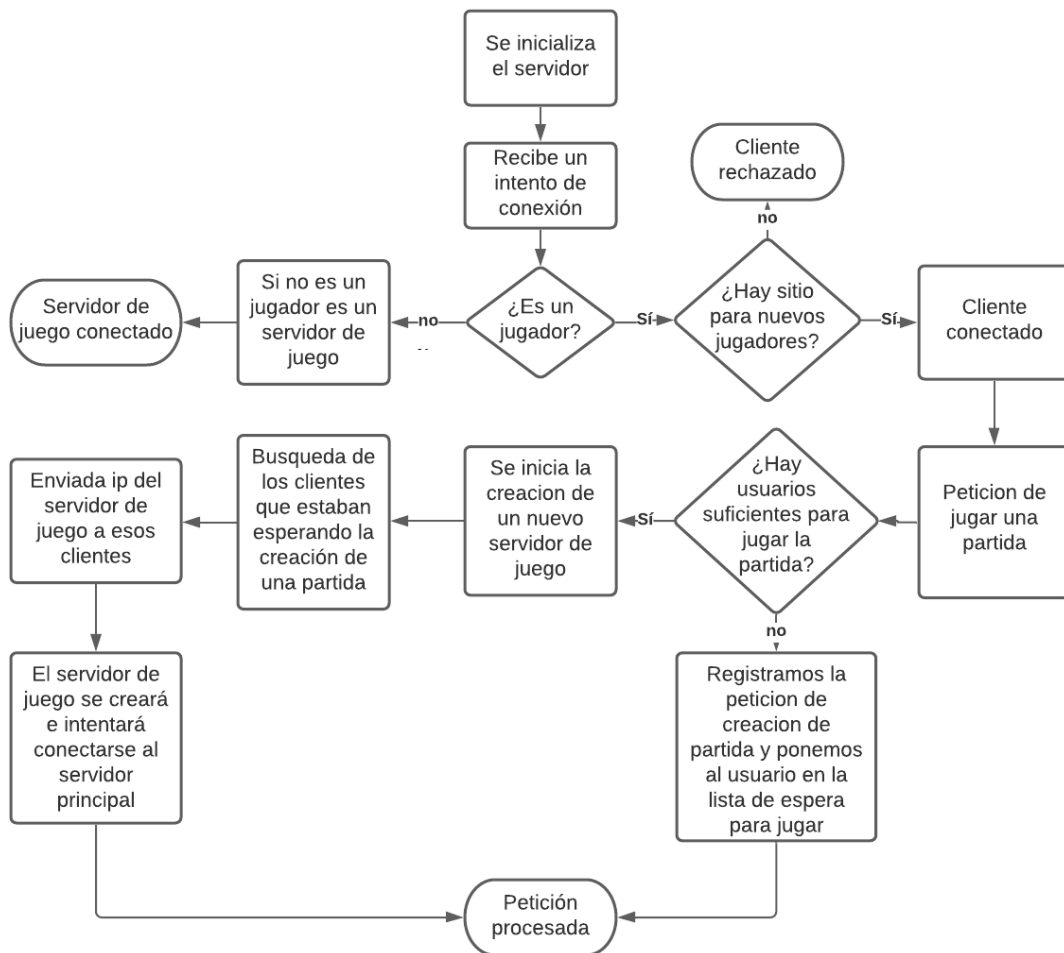 Se inicializa
el servidor
Recibe un
intento de
conexión
Cliente
rechazado
no
Servidor de
juego conectado
Si no es un
jugador es un
servidor de
juego
no
¿Es un
jugador?
Sí
¿Hay sitio
para nuevos
jugadores?
Sí
Cliente
conectado
Enviada ip del
servidor de
juego a esos
clientes
Busqueda de
los clientes
que estaban
esperando la
creación de
una partida
Se inicia la
creacion de
un nuevo
servidor de
juego
Sí
¿Hay
usuarios
suficientes para
jugar la
partida?
Peticion de
jugar una
partida
no
El servidor de
juego se creará
e intentará
conectarse al
servidor
principal
Registramos la
peticion de
creacion de
partida y ponemos
al usuario en la
lista de espera
para jugar
Petición
procesada